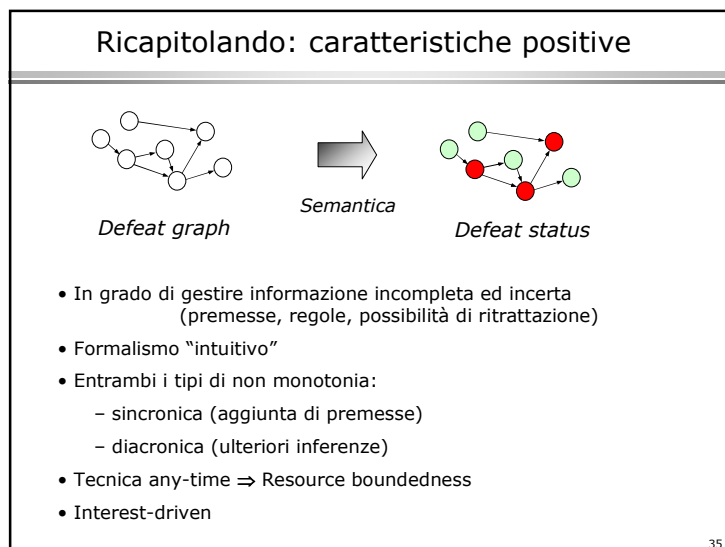 Ricapitolando: caratteristiche positive
Semantica
Defeat graph
Defeat status
• In grado di gestire informazione incompleta ed incerta
(premesse, regole, possibilità di ritrattazione)
• Formalismo “intuitivo”
• Entrambi i tipi di non monotonia:
– sincronica (aggiunta di premesse)
– diacronica (ulteriori inferenze)
• Tecnica any-time ⇒ Resource boundedness
• Interest-driven
35